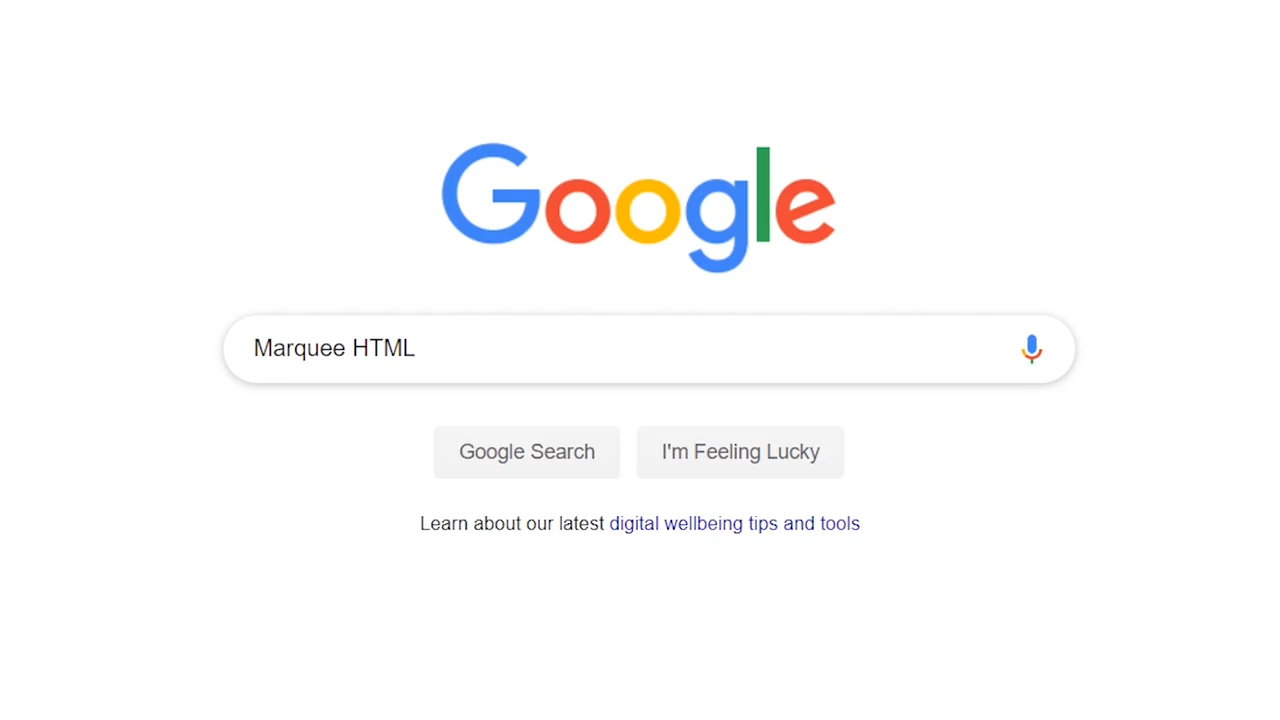 Google
Marquee HTML
Google Search
I'm Feeling Lucky
Learn about our latest digital wellbeing tips and tools